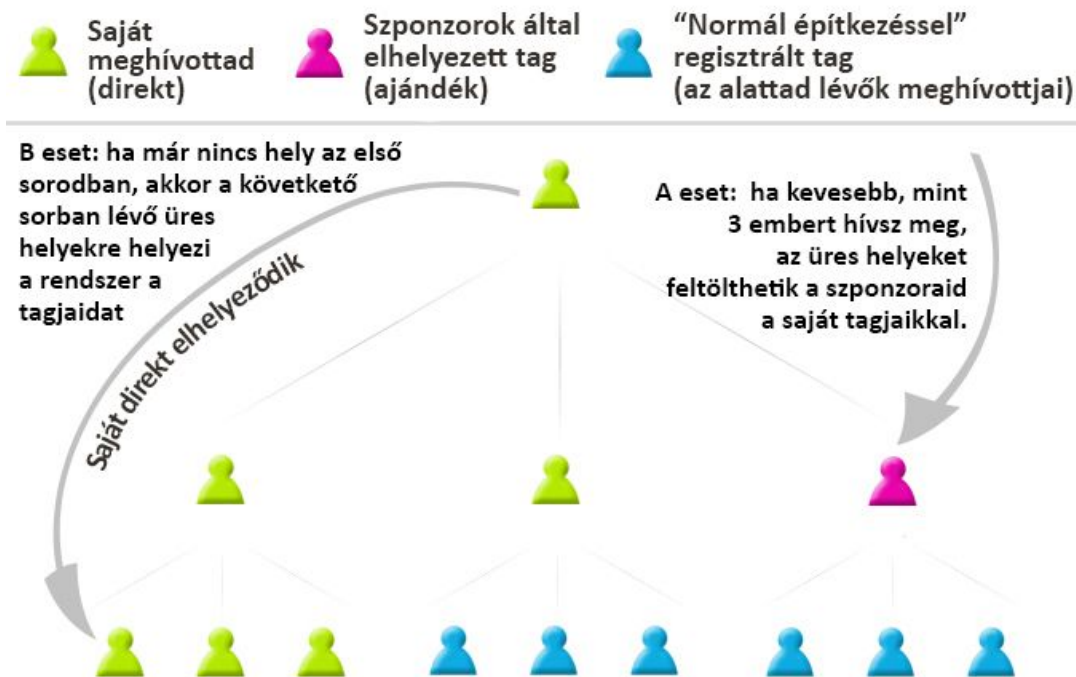 Saját
meghívottad
(direkt)
Szponzorok által
elhelyezett tag
(ajándék)
“Normál építkezéssel”
regisztrált tag
(az alattad lévők meghívottjai)
B eset: ha már nincs hely az első
sorodban, akkor a követkető
sorban lévő üres
helyekre helyezi
a rendszer a
tagjaidat
A eset: ha kevesebb, mint
3 embert hívsz meg,
az üres helyeket
feltölthetik a szponzoraid
a saját tagjaikkal.
Saját direkt elhelyeződik